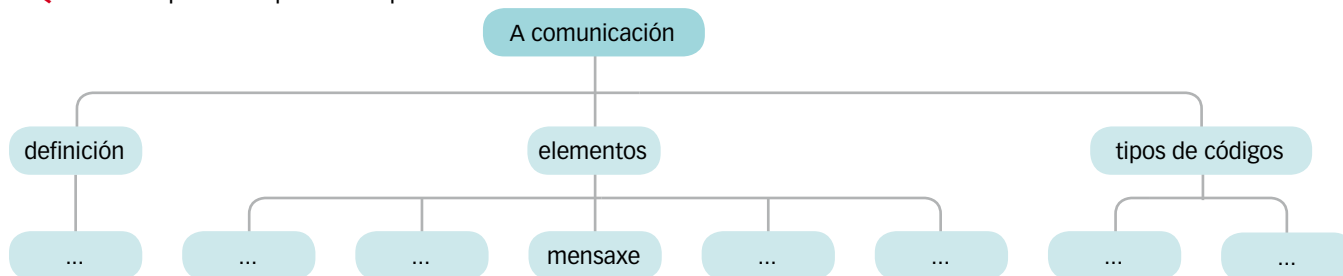 A comunicación
definición
elementos
tipos de códigos
...
...
...
mensaxe
...
...
...
...